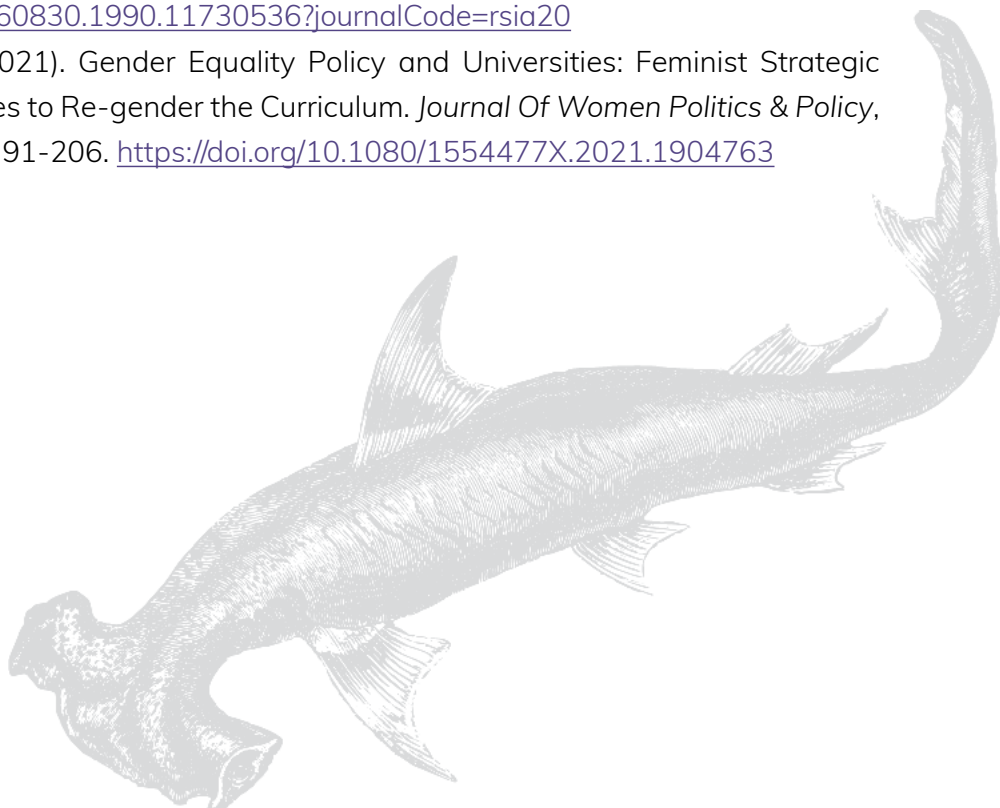 60830.1990.11730536?journalCode=rsia20
021). Gender Equality Policy and Universities: Feminist Strategic
es to Re-gender the Curriculum. Journal Of Women Politics & Policy,
91-206. https://doi.org/10.1080/1554477X.2021.1904763